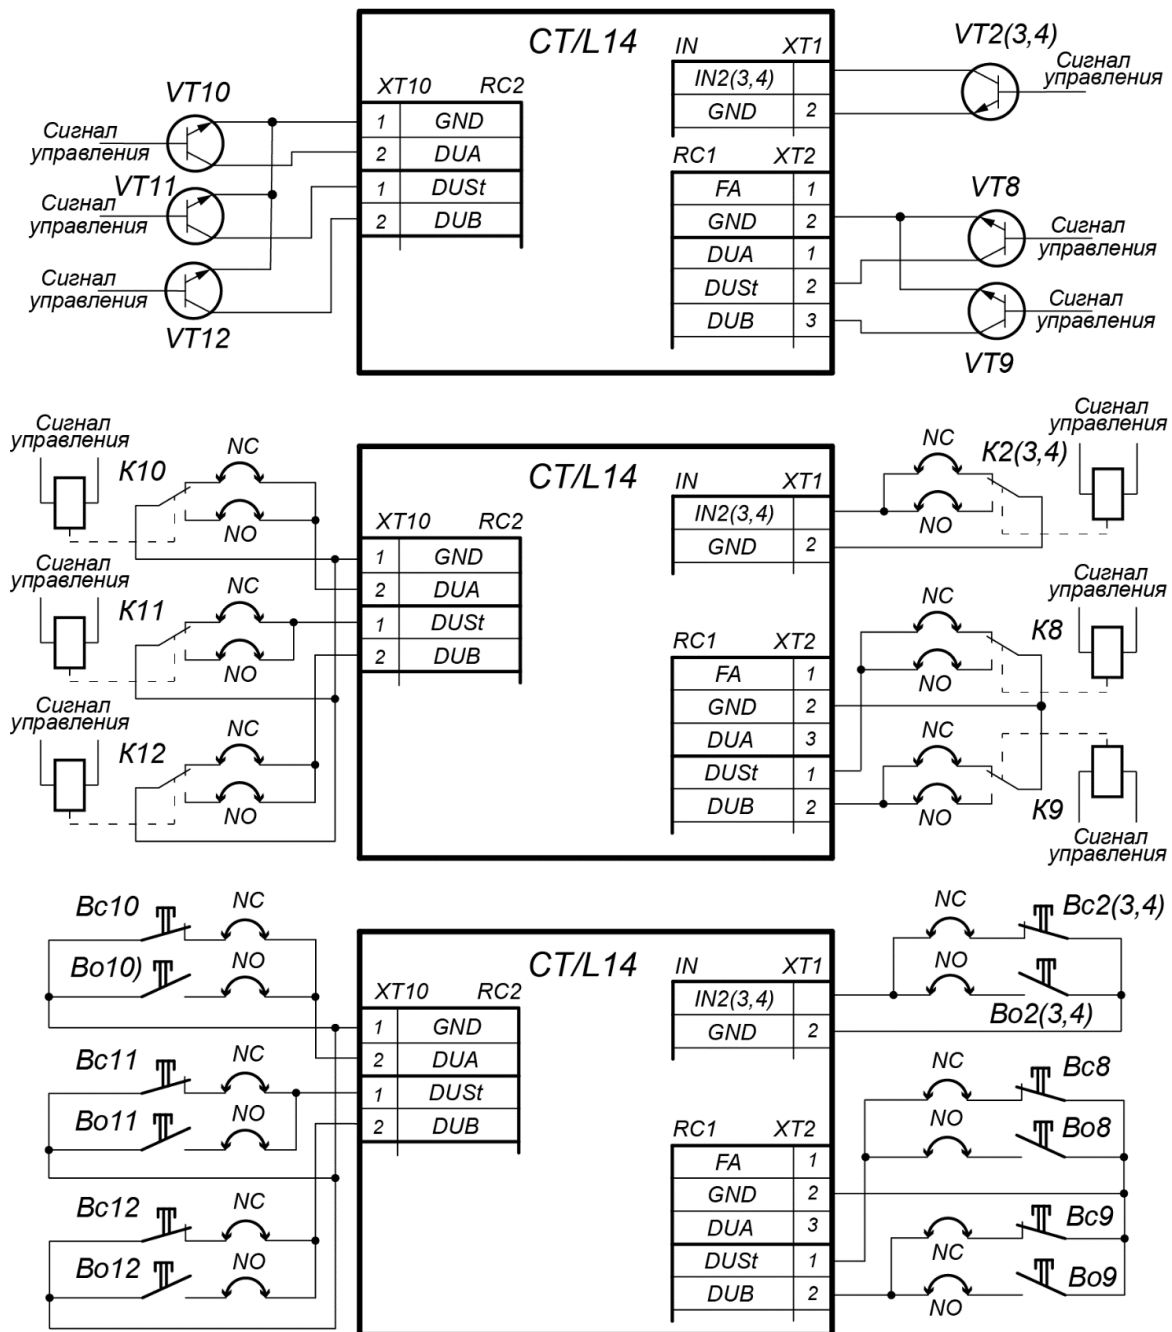 CT/L14
IN XT1
IN2(3,4)
GND 2
RC1 XT2
FA 1
GND 2
DUA 1
DUSt 2
DUB 3
XT10 RC2
1 GND
2 DUA
1 DUSt
2 DUB
VT10
Сигнал
управления
VT11
Сигнал
управления
Сигнал
управления
VT12
VT2(3,4)
Сигнал
управления
VT8
Сигнал
управления
Сигнал
управления
VT9
CT/L14
IN XT1
IN2(3,4)
GND 2
RC1 XT2
FA 1
GND 2
DUA 3
DUSt 1
DUB 2
XT10 RC2
1 GND
2 DUA
1 DUSt
2 DUB
Сигнал
управления
K10
NC
NO
Сигнал
управления
K11
NC
NO
Сигнал
управления
K12
NC
NO
Сигнал
управления
NC
K2(3,4)
NO
Сигнал
управления
NC
K8
NO
NC
K9
NO
Сигнал
управления
CT/L14
IN XT1
IN2(3,4)
GND 2
RC1 XT2
FA 1
GND 2
DUA 3
DUSt 1
DUB 2
XT10 RC2
1 GND
2 DUA
1 DUSt
2 DUB
Bc10
NC
Bo10)
NO
Bc11
NC
Bo11
NO
Bc12
NC
Bo12
NO
NC
Bc2(3,4)
NO
Bo2(3,4)
NC
Bc8
NO
Bo8
Bc9
NC
Bo9
NO